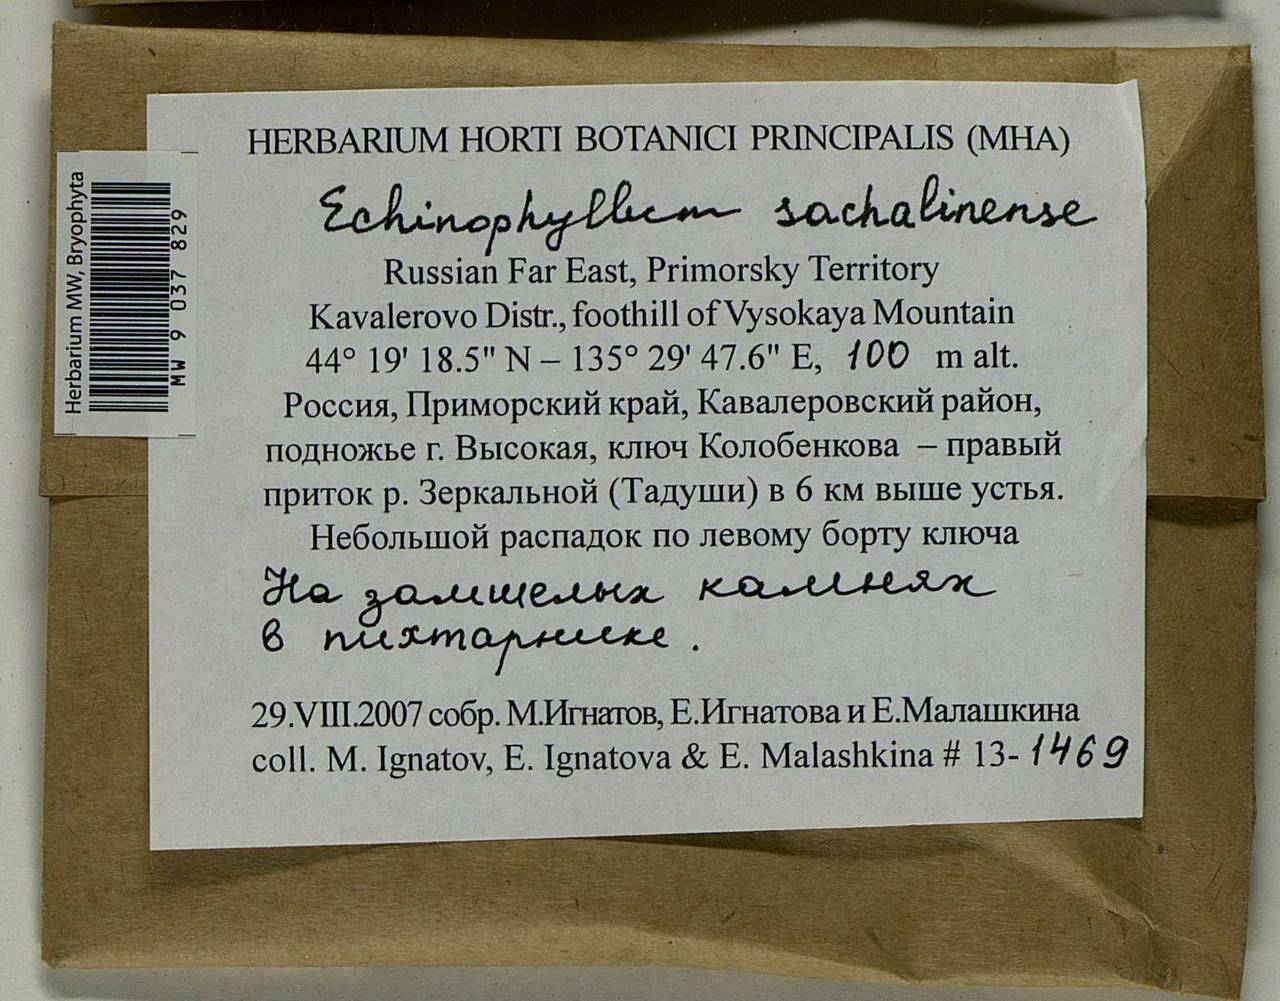 HERBARIUM HORTI BOTANICI PRINCIPALIS (MHA)
Echinophyllum sachalinense
Russian Far East, Primorsky Territory
Kavalerovo Distr., foothill of Vysokaya Mountain
44° 19' 18.5" N – 135° 29' 47.6" E, 100 m alt.
Россия, Приморский край, Кавалеровский район,
подножье г. Высокая, ключ Колобенкова – правый
приток р. Зеркальной (Тадуши) в 6 км выше устья.
Небольшой распадок по левому борту ключа
На замшелых камнях
в пихтарнике.
29.VIII.2007 собр. М.Игнатов, Е.Игнатова и Е.Малашкина
coll. M. Ignatov, E. Ignatova & E. Malashkina # 13-1469
Herbarium MW, Bryophyta
MW 9 037 829